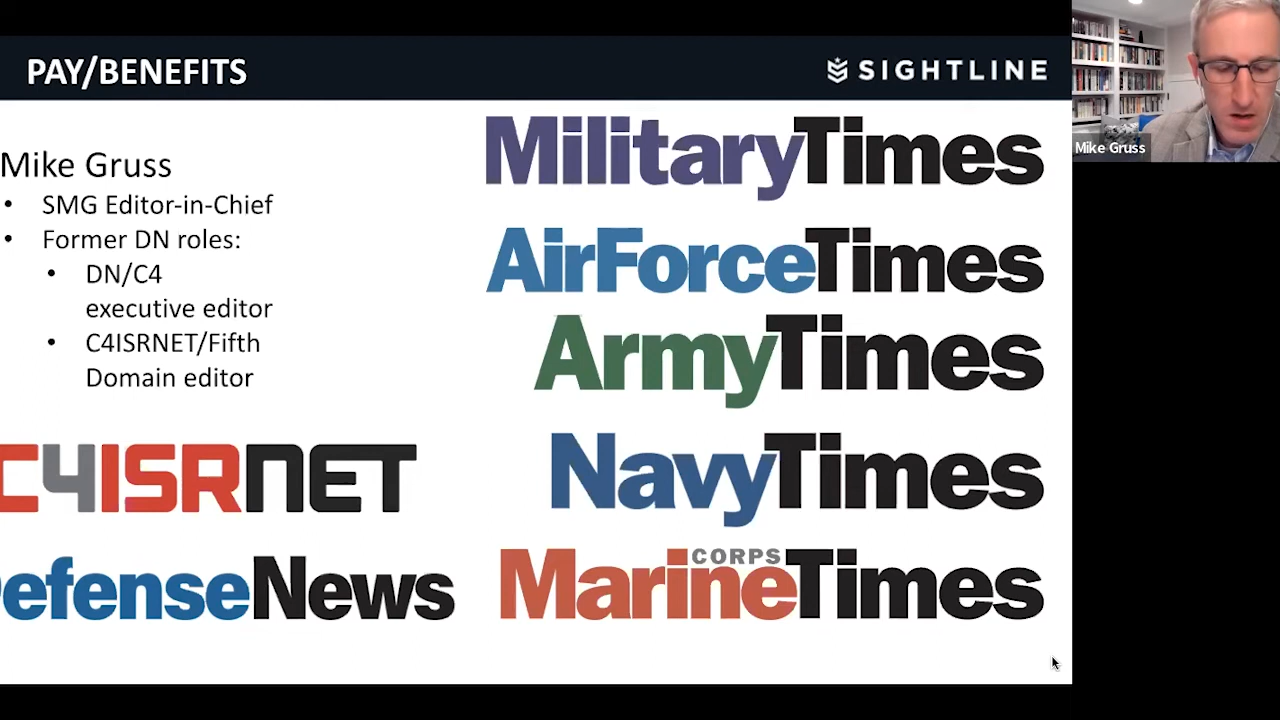 PAY/BENEFITS
SIGHTLINE
Mike Gruss
• SMG Editor-in-Chief
• Former DN roles:
• DN/C4
executive editor
• C4ISRNET/Fifth
Domain editor
C4ISRNET
DefenseNews
MilitaryTimes
AirForceTimes
ArmyTimes
NavyTimes
CORPS
MarineTimes
Mike Gruss